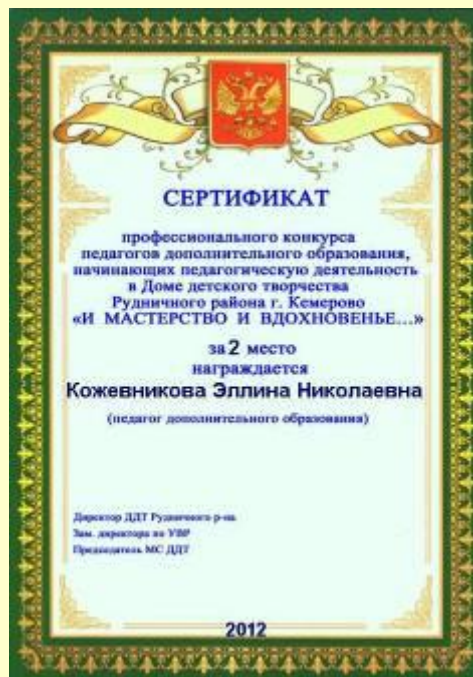 СЕРТИФИКАТ
профессионального конкурса
педагогов дополнительного образования,
начинающих педагогическую деятельность
в Доме детского творчества
Рудничного района г. Кемерово
«И МАСТЕРСТВО И ВДОХНОВЕНЬЕ...»
за 2 место
награждается
Кожевникова Эллина Николаевна
(педагог дополнительного образования)
Директор ДДТ Рудничного р-на
Зам. директора по УВР
Председатель МС ДДТ
2012